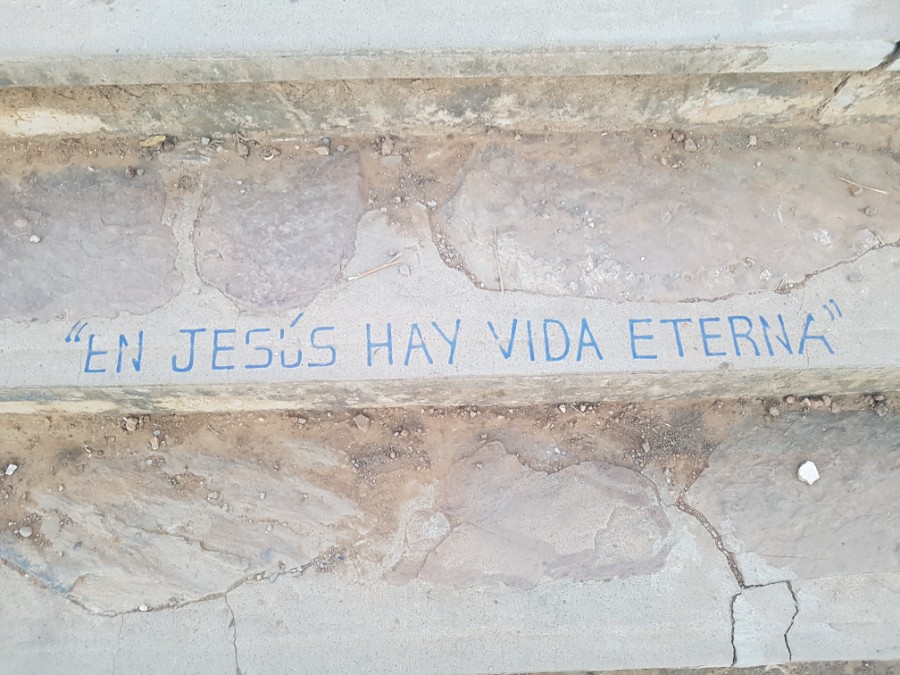 “EN JESÚS HAY VIDA ETERNA”